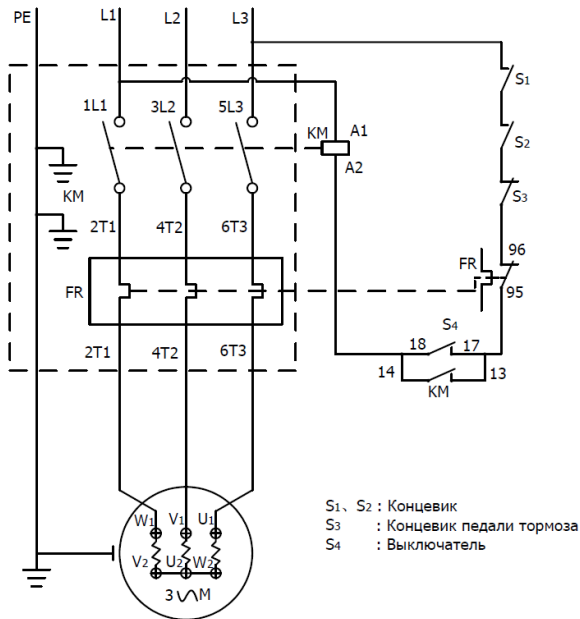 PE L1 L2 L3
S1
1L1 3L2 5L3 KM A1
S2
A2
KM
S3
2T1 4T2 6T3
96
FR
FR
95
S4
2T1 4T2 6T3 18 17
14 13
KM
W1 V1 U1
V2 U2 W2
3 M
S1、S2 : Концевик
S3 : Концевик педали тормоза
S4 : Выключатель